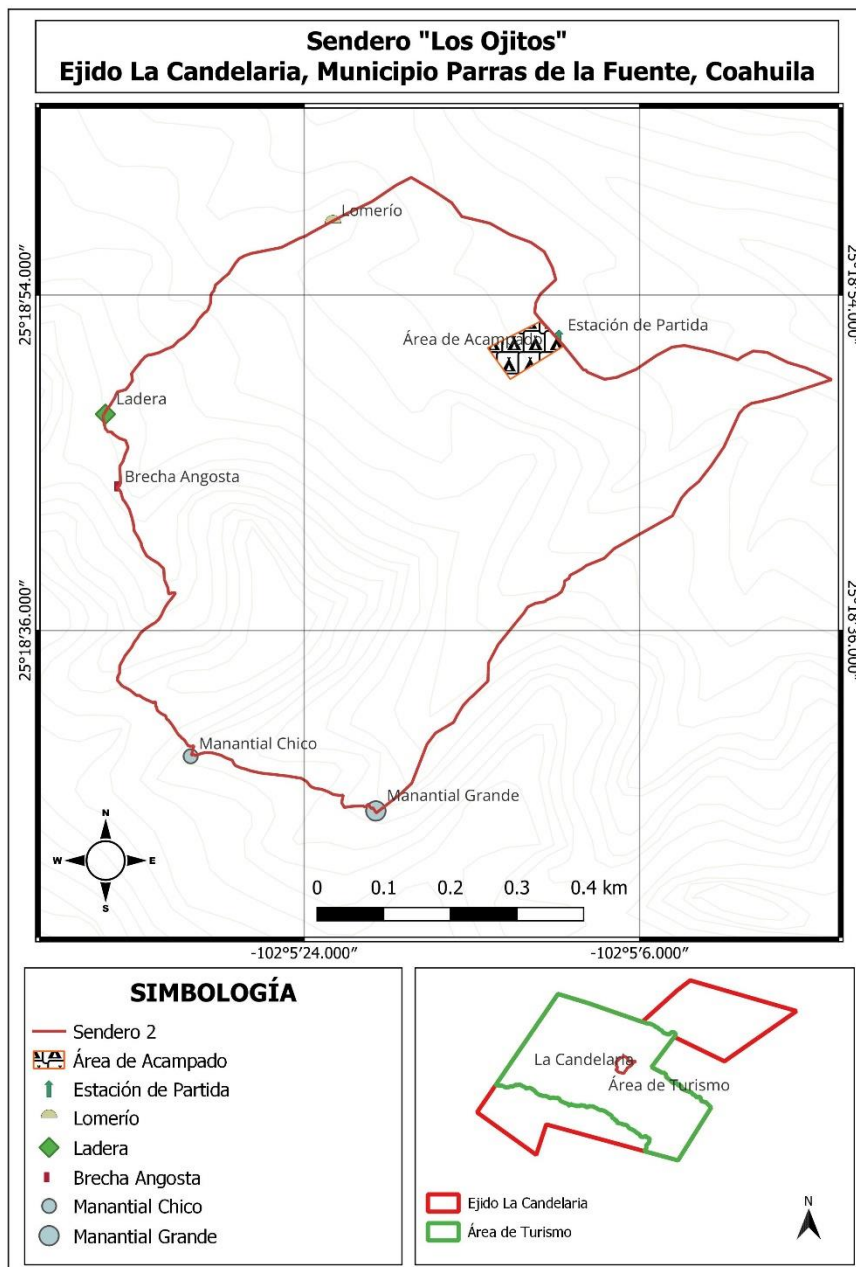 Sendero "Los Ojitos"
Ejido La Candelaria, Municipio Parras de la Fuente, Coahuila
Lomerío
25°18′54.000″
25°18′54.000″
Estación de Partida
Área de Acampado
Ladera
Brecha Angosta
25°18′36.000″
25°18′36.000″
Manantial Chico
Manantial Grande
N
W
E
S
0 0.1 0.2 0.3 0.4 km
-102°5′24.000″
-102°5′6.000″
SIMBOLOGÍA
Sendero 2
Área de Acampado
Estación de Partida
Lomerío
Ladera
Brecha Angosta
Manantial Chico
Manantial Grande
La Candelaria
Área de Turismo
Ejido La Candelaria
Área de Turismo
N